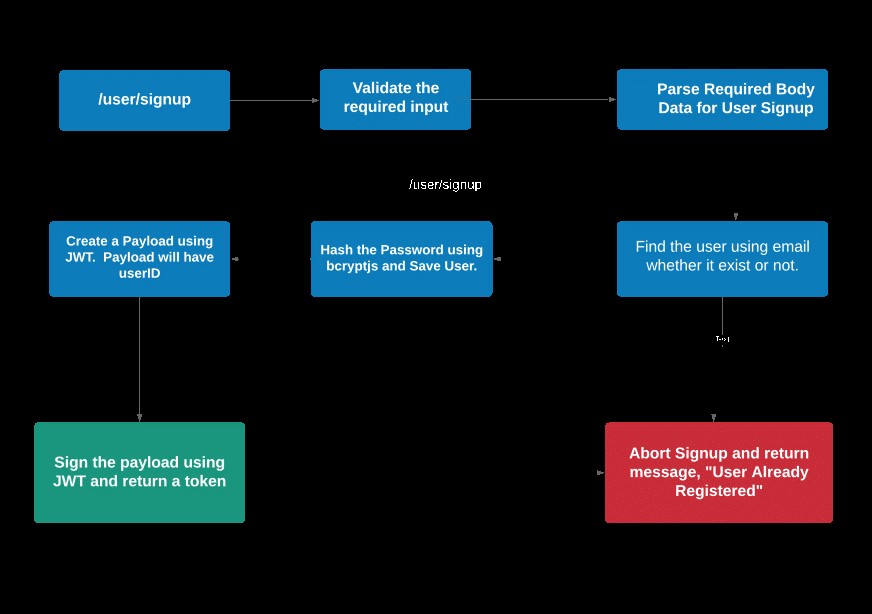 /user/signup
Validate the
required input
Parse Required Body
Data for User Signup
/user/signup
Create a Payload using
JWT. Payload will have
userID
Hash the Password using
bcryptjs and Save User.
Find the user using email
whether it exist or not.
Sign the payload using
JWT and return a token
Abort Signup and return
message, "User Already
Registered"